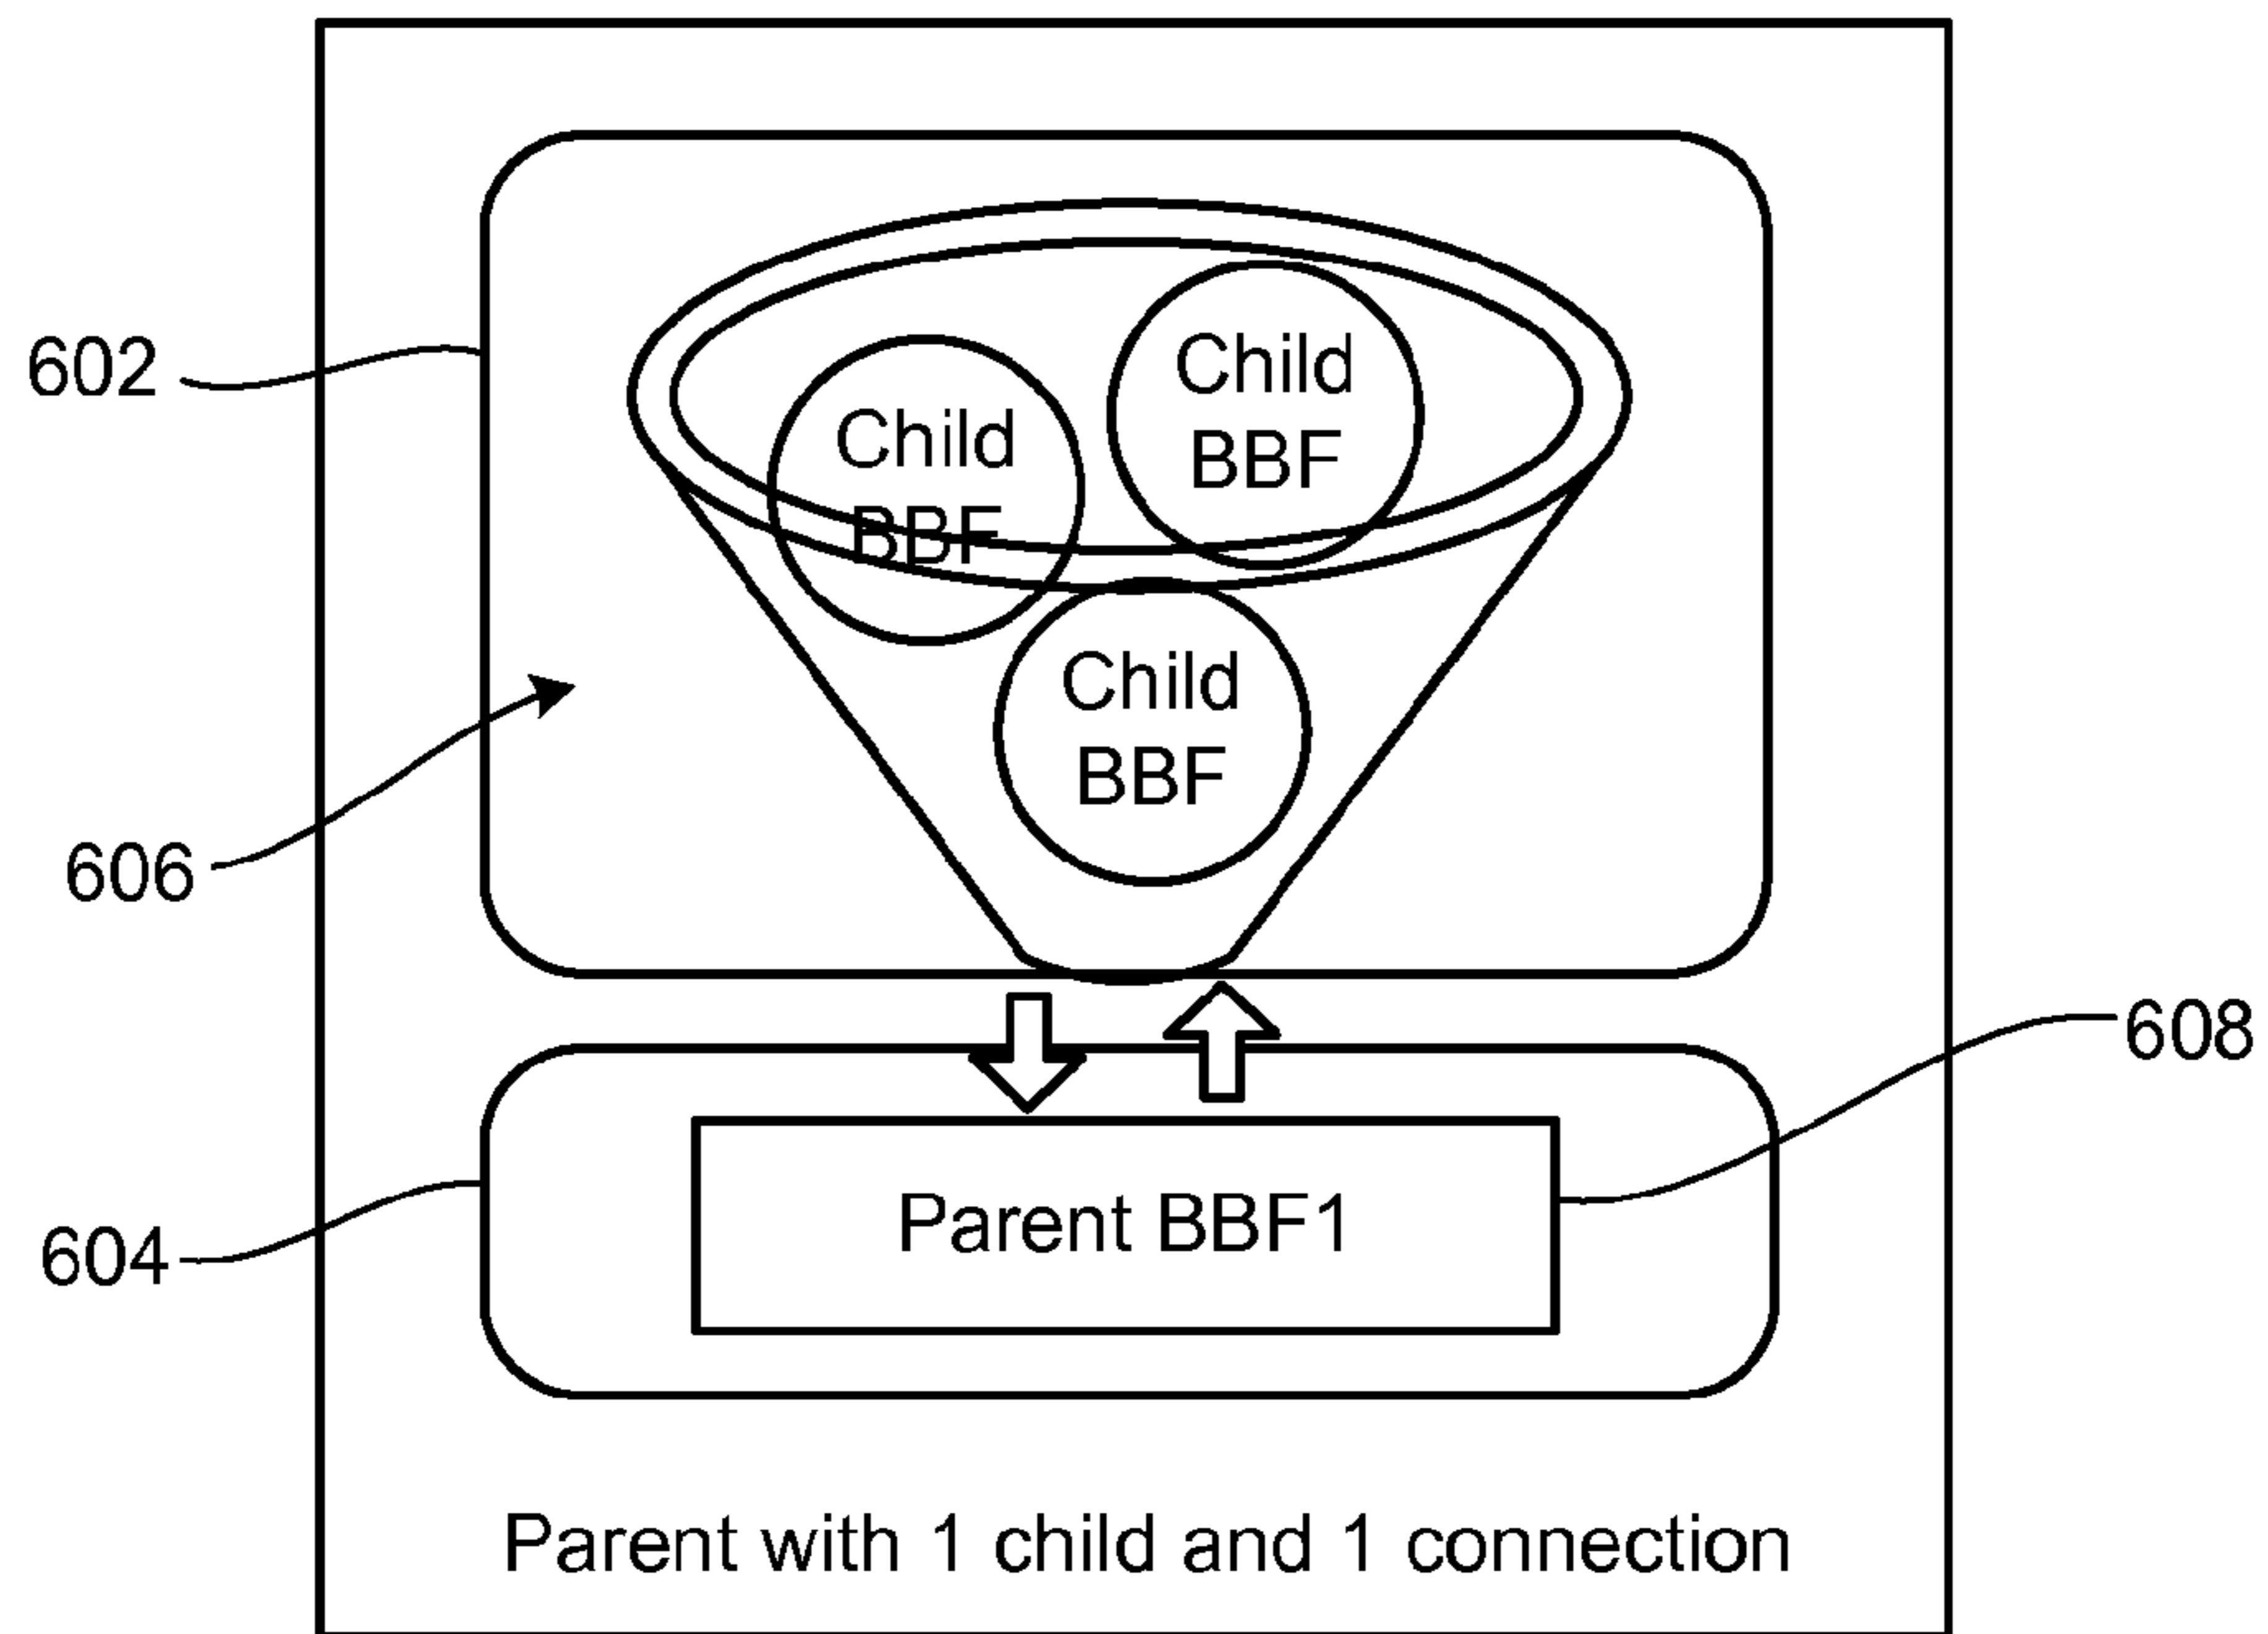 602
Child
BBF
Child
BBF
Child
BBF
606
608
Parent BBF1
604
Parent with 1 child and 1 connection